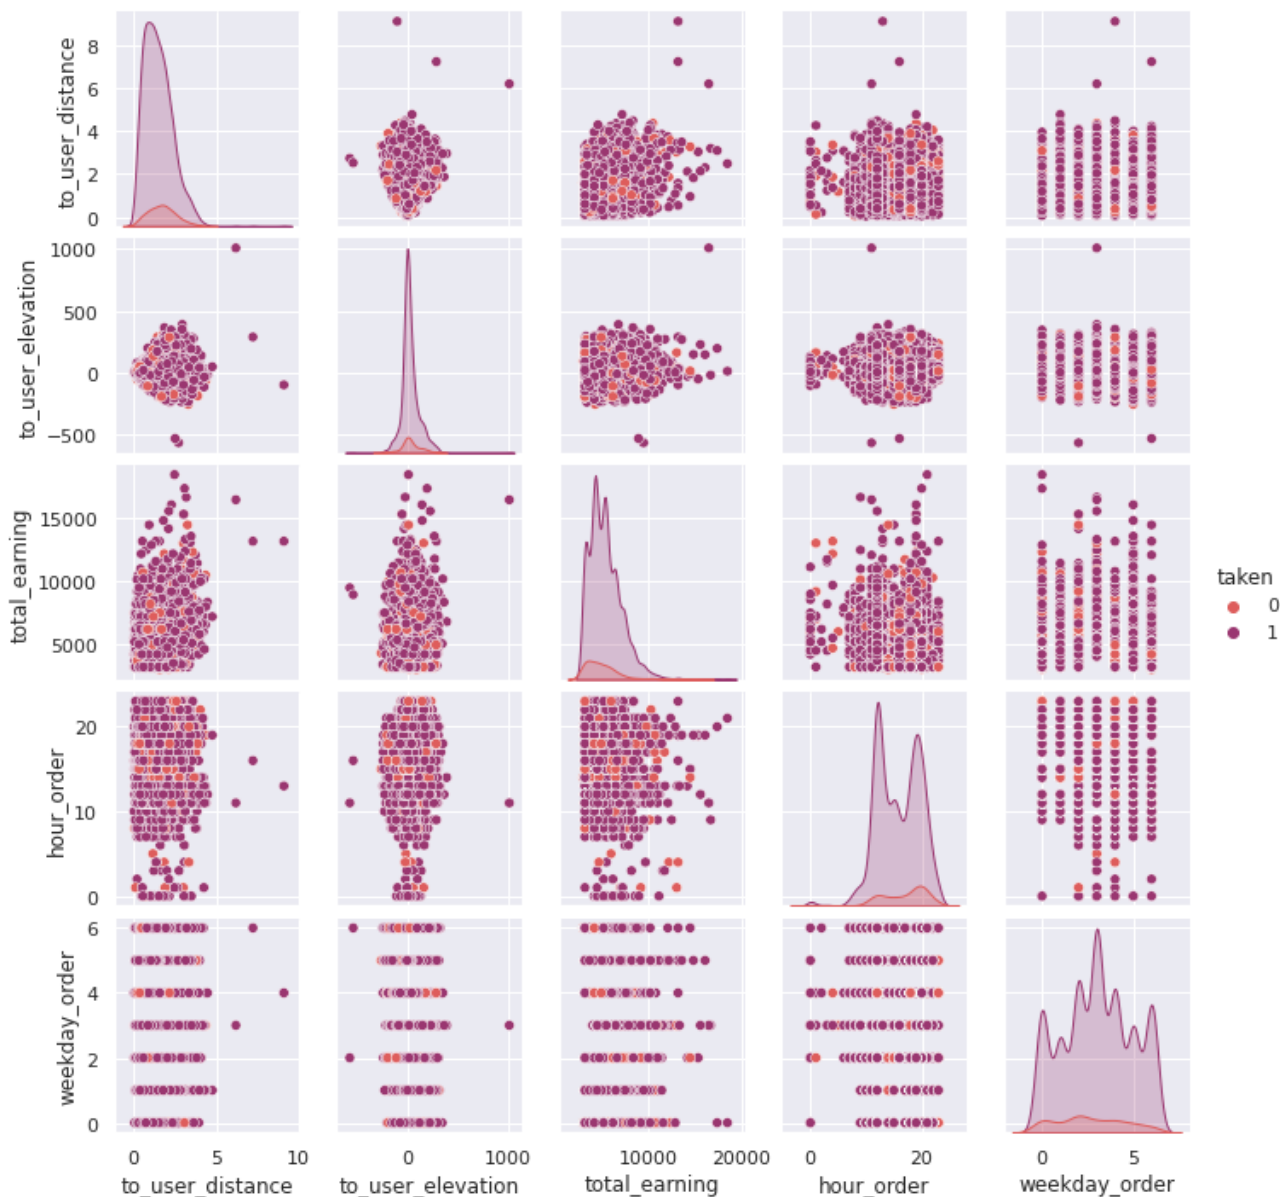 to_user_distance
8
6
4
2
0
to_user_elevation
1000
500
0
−500
total_earning
15000
10000
5000
taken
0
1
hour_order
20
10
0
weekday_order
6
4
2
0
0 5 10 0 1000 10000 20000 0 20 0 5
to_user_distance to_user_elevation total_earning hour_order weekday_order